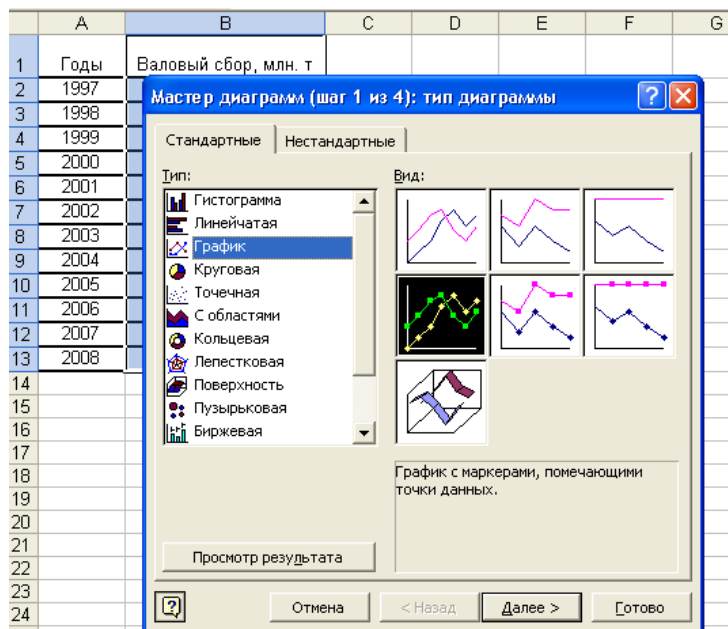 A B C D E F G
1 Годы Валовый сбор, млн. т
2 1997
3 1998
4 1999
5 2000
6 2001
7 2002
8 2003
9 2004
10 2005
11 2006
12 2007
13 2008
14
15
16
17
18
19
20
21
22
23
24
Мастер диаграмм (шаг 1 из 4): тип диаграммы
Стандартные Нестандартные
Тип: Вид:
Гистограмма
Линейчатая
График
Круговая
Точечная
С областями
Кольцевая
Лепестковая
Поверхность
Пузырьковая
Биржевая
График с маркерами, помечающими
точки данных.
Просмотр результата
Отмена < Назад Далее > Готово